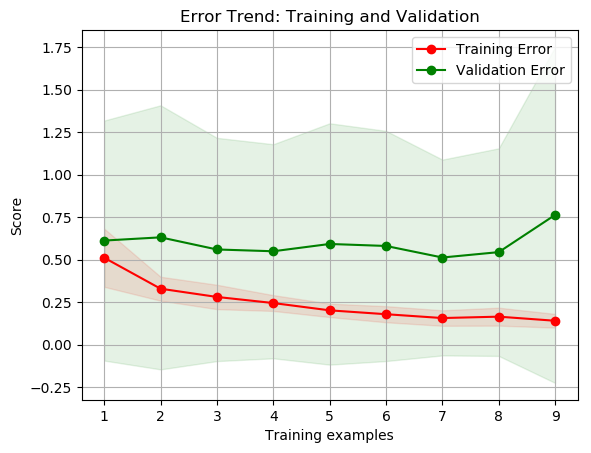 Error Trend: Training and Validation
Training Error
Validation Error
1.75
1.50
1.25
1.00
0.75
0.50
0.25
0.00
−0.25
Score
1 2 3 4 5 6 7 8 9
Training examples